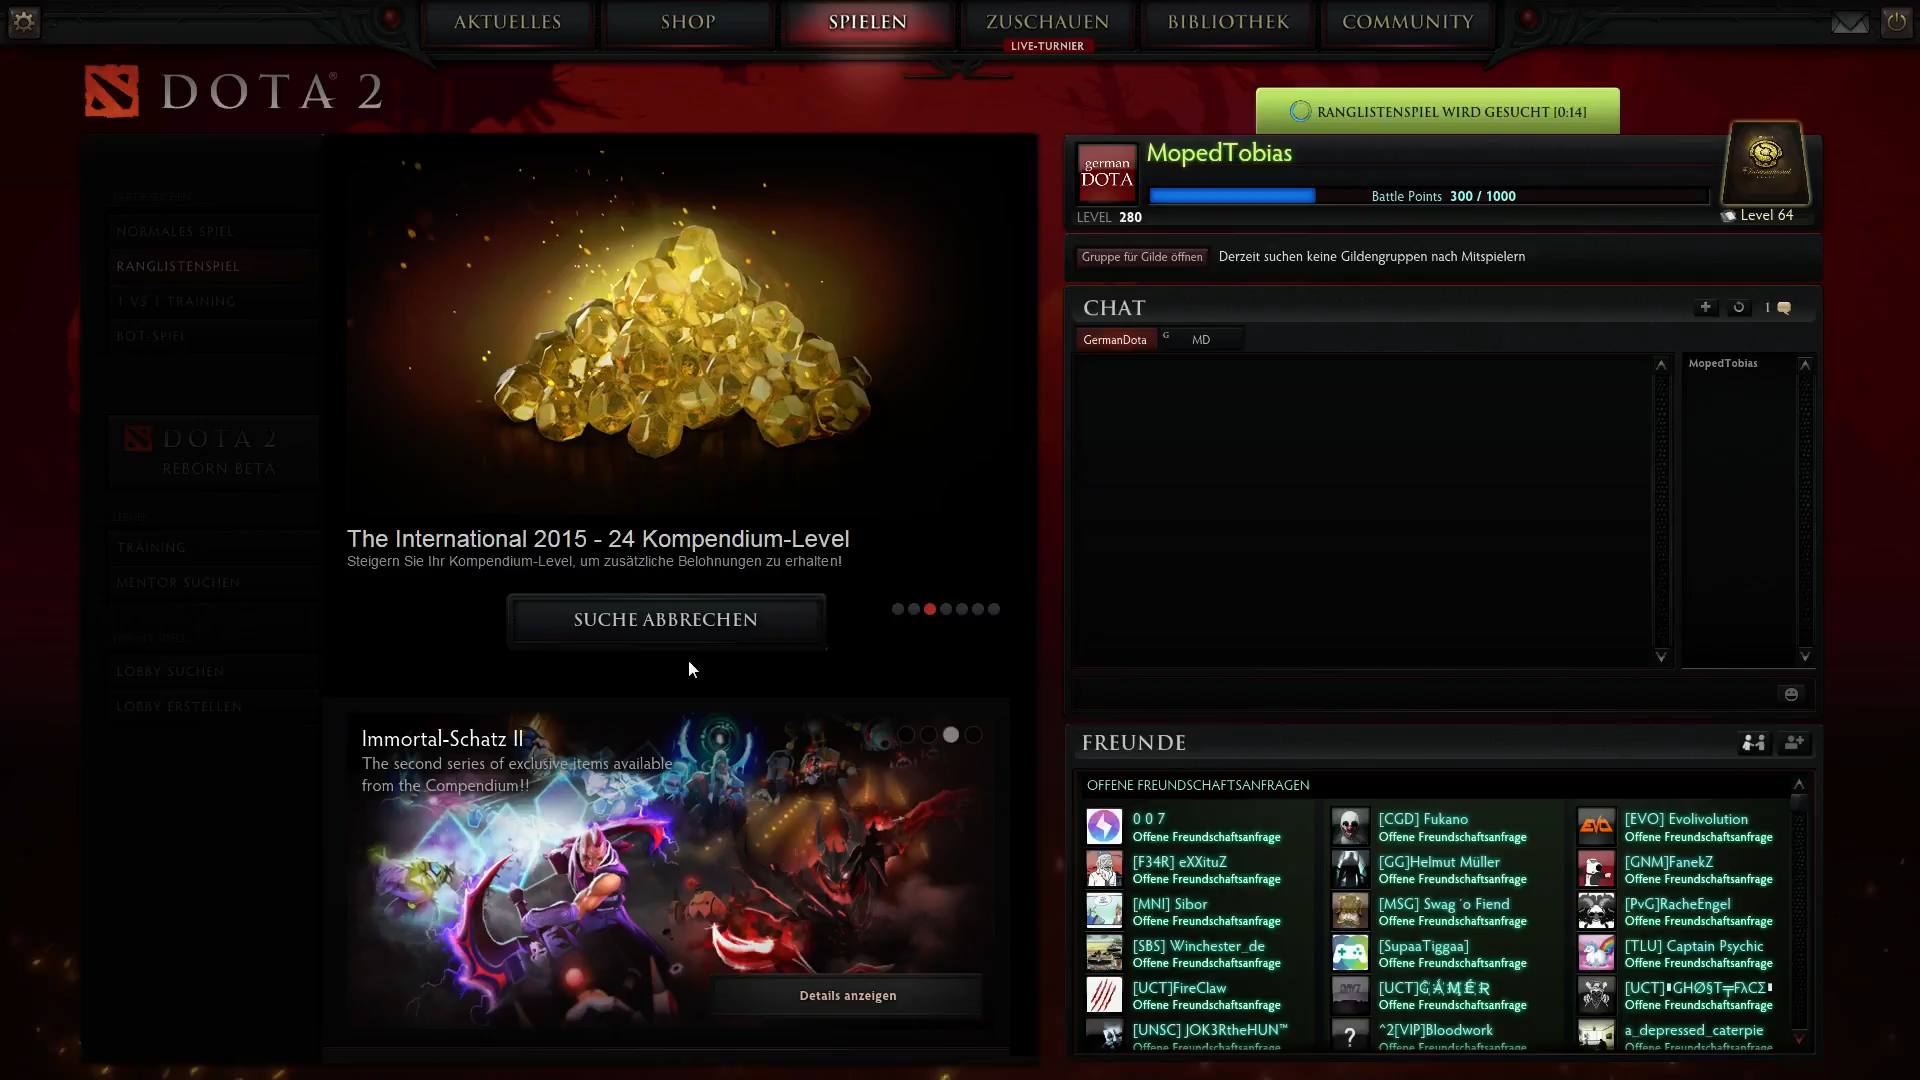 AKTUELLES
SHOP
SPIELEN
ZUSCHAUEN
LIVE-TURNIER
BIBLIOTHEK
COMMUNITY
DOTA® 2
RANGLISTENSPIEL WIRD GESUCHT [0:14]
german
DOTA
MopedTobias
Battle Points 300 / 1000
LEVEL 280
Level 64
Gruppe für Gilde öffnen
Derzeit suchen keine Gildengruppen nach Mitspielern
NORMALES SPIEL
RANGLISTENSPIEL
1 VS 1 TRAINING
BOT-SPIEL
DOTA 2
REBORN BETA
TRAINING
MENTOR SUCHEN
LOBBY SUCHEN
LOBBY ERSTELLEN
The International 2015 - 24 Kompendium-Level
Steigern Sie Ihr Kompendium-Level, um zusätzliche Belohnungen zu erhalten!
SUCHE ABBRECHEN
Immortal-Schatz II
The second series of exclusive items available
from the Compendium!!
Details anzeigen
CHAT
1
GermanDota
G
MD
MopedTobias
FREUNDE
OFFENE FREUNDSCHAFTSANFRAGEN
0 0 7
Offene Freundschaftsanfrage
[CGD] Fukano
Offene Freundschaftsanfrage
[EVO] Evolivolution
Offene Freundschaftsanfrage
[F34R] eXXituZ
Offene Freundschaftsanfrage
[GG]Helmut Müller
Offene Freundschaftsanfrage
[GNM]FanekZ
Offene Freundschaftsanfrage
[MNI] Sibor
Offene Freundschaftsanfrage
[MSG] Swag ´o Fiend
Offene Freundschaftsanfrage
[PvG]RacheEngel
Offene Freundschaftsanfrage
[SBS] Winchester_de
Offene Freundschaftsanfrage
[SupaaTiggaa]
Offene Freundschaftsanfrage
[TLU] Captain Psychic
Offene Freundschaftsanfrage
[UCT]FireClaw
Offene Freundschaftsanfrage
Offene Freundschaftsanfrage
Offene Freundschaftsanfrage
[UNSC] JOK3RtheHUN™
Offene Freundschaftsanfrage
^2[VIP]Bloodwork
Offene Freundschaftsanfrage
a_depressed_caterpie
Offene Freundschaftsanfrage